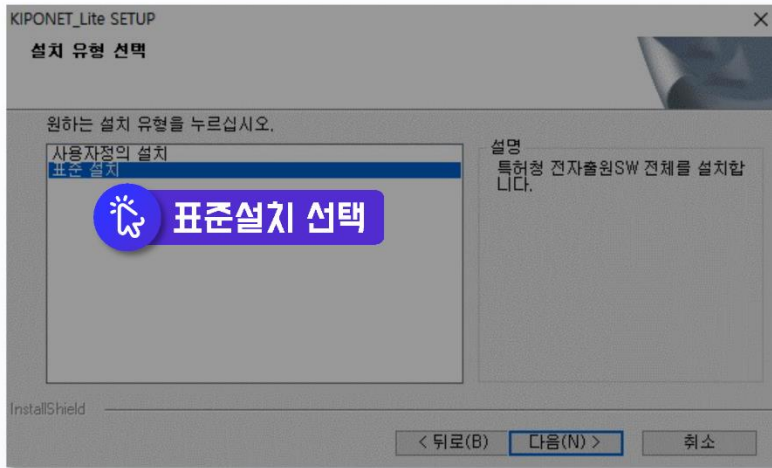 KIPONET_Lite SETUP
설치 유형 선택
원하는 설치 유형을 누르십시오.
사용자정의 설치
표준 설치
표준설치 선택
설명
특허청 전자출원SW 전체를 설치합
니다.
InstallShield
< 뒤로(B) 다음(N) > 취소